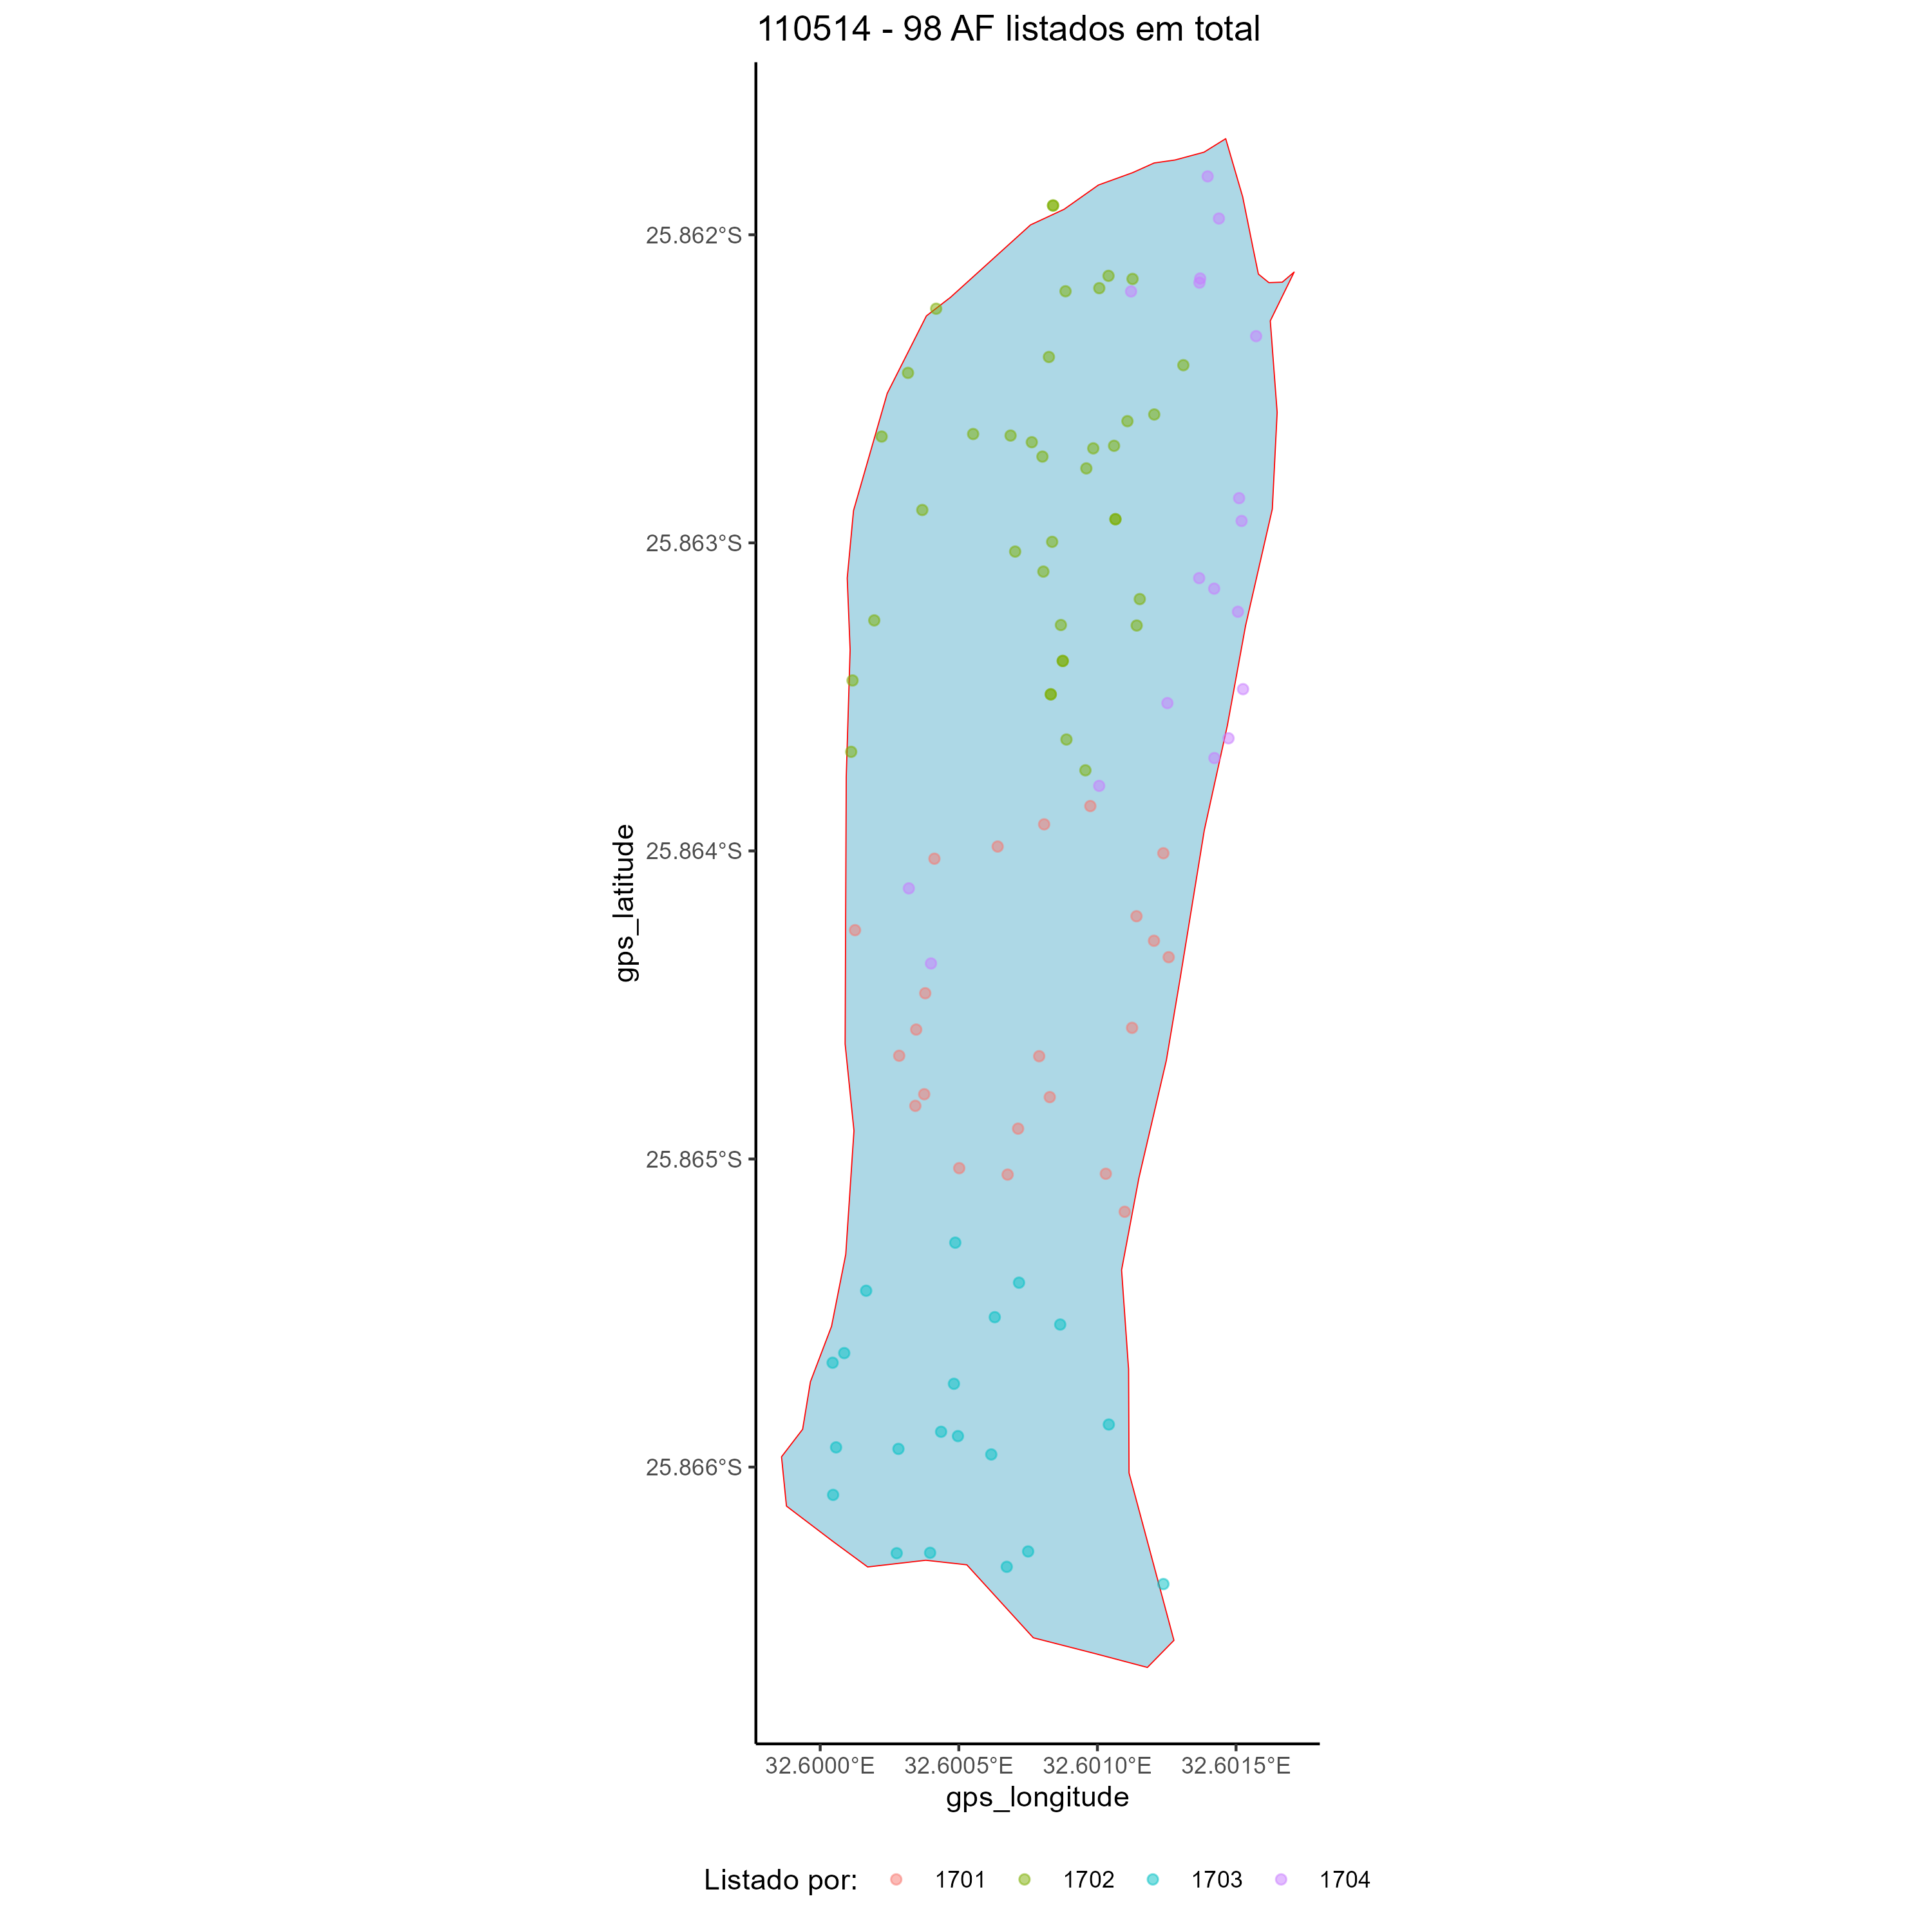 110514 - 98 AF listados em total
25.862°S
25.863°S
25.864°S
25.865°S
25.866°S
gps_latitude
32.6000°E 32.6005°E 32.6010°E 32.6015°E
gps_longitude
Listado por: 1701 1702 1703 1704